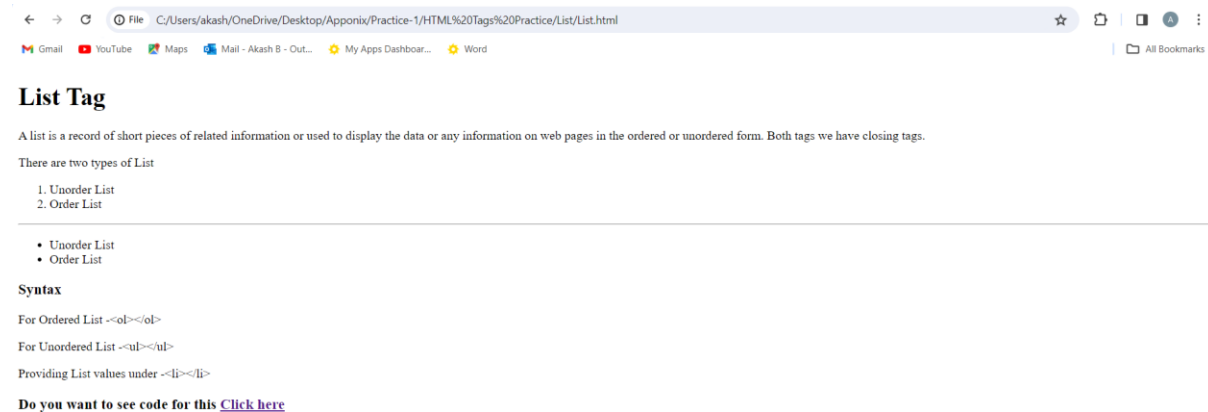 File C:/Users/akash/OneDrive/Desktop/Apponix/Practice-1/HTML%20Tags%20Practice/List/List.html A
Gmail YouTube Maps Mail - Akash B - Out... My Apps Dashboar... Word All Bookmarks
List Tag
A list is a record of short pieces of related information or used to display the data or any information on web pages in the ordered or unordered form. Both tags we have closing tags.
There are two types of List
1. Unorder List
2. Order List
• Unorder List
• Order List
Syntax
For Ordered List -<ol></ol>
For Unordered List -<ul></ul>
Providing List values under -<li></li>
Do you want to see code for this Click here